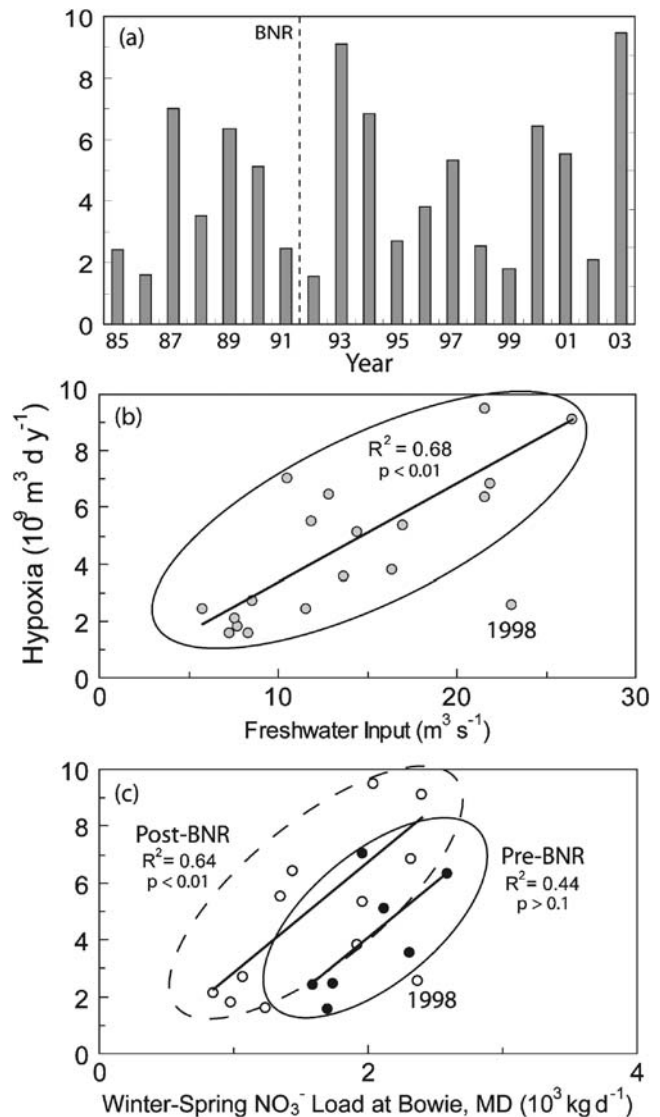 (a)
BNR
10
8
6
4
2
0
85 87 89 91 93 95 97 99 01 03
Year
Hypoxia (10⁹ m³ d y⁻¹)
(b)
10
8
6
4
2
0
R² = 0.68
p < 0.01
1998
0 10 20 30
Freshwater Input (m³ s⁻¹)
(c)
10
8
6
4
2
0
Post-BNR
R² = 0.64
p < 0.01
Pre-BNR
R² = 0.44
p > 0.1
1998
0 2 4
Winter-Spring NO₃⁻ Load at Bowie, MD (10³ kg d⁻¹)